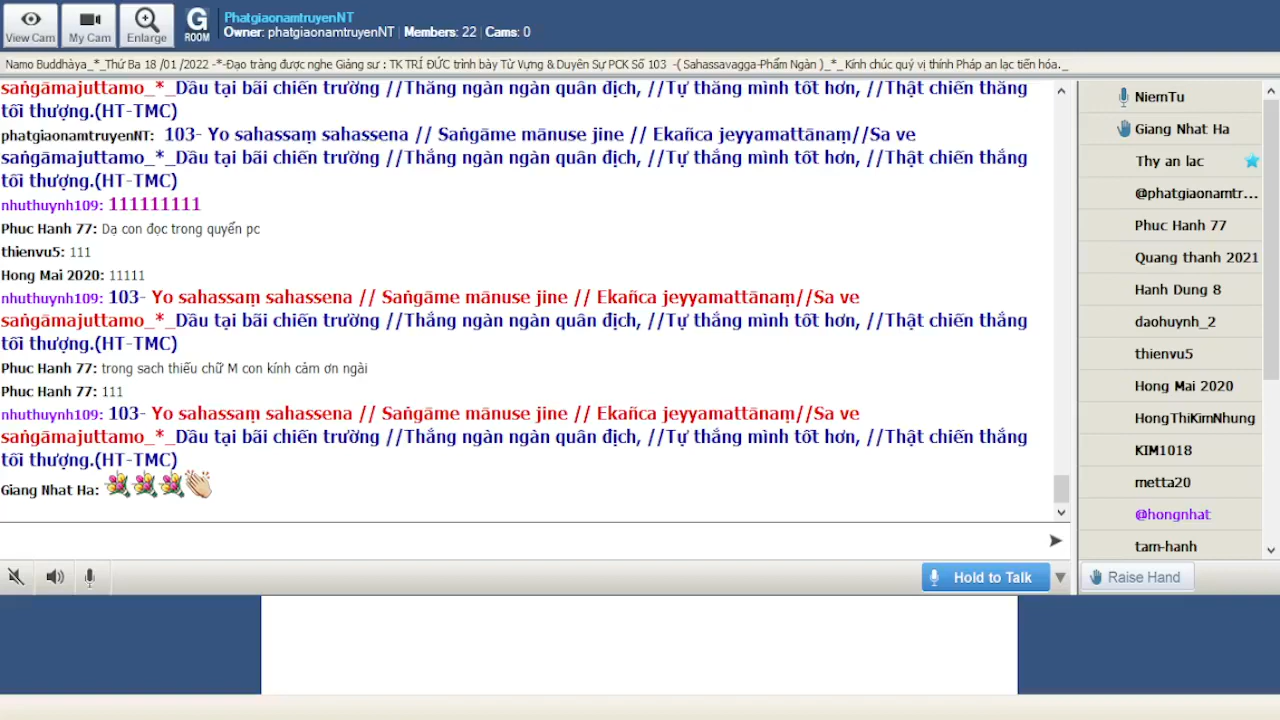 View Cam
My Cam
Enlarge
G
ROOM
PhatgiaonamtruyenNT
Owner: phatgiaonamtruyenNT | Members: 22 | Cams: 0
Namo Buddhàya_*_Thứ Ba 18 /01 /2022 -*-Đạo tràng được nghe Giảng sư : TK TRÍ ĐỨC trình bày Từ Vựng & Duyên Sự PCK Số 103 -( Sahassavagga-Phẩm Ngàn )_*_ Kính chúc quý vị thính Pháp an lạc tiến hóa._
saṅgāmajuttamo_*_Dầu tại bãi chiến trường //Thắng ngàn ngàn quân địch, //Tự thắng mình tốt hơn, //Thật chiến thắng
tối thượng.(HT-TMC)
phatgiaonamtruyenNT: 103- Yo sahassaṃ sahassena // Saṅgāme mānuse jine // Ekañca jeyyamattānaṃ//Sa ve
saṅgāmajuttamo_*_Dầu tại bãi chiến trường //Thắng ngàn ngàn quân địch, //Tự thắng mình tốt hơn, //Thật chiến thắng
tối thượng.(HT-TMC)
nhuthuynh109: 111111111
Phuc Hanh 77: Dạ con đọc trong quyển pc
thienvu5: 111
Hong Mai 2020: 11111
nhuthuynh109: 103- Yo sahassaṃ sahassena // Saṅgāme mānuse jine // Ekañca jeyyamattānaṃ//Sa ve
saṅgāmajuttamo_*_Dầu tại bãi chiến trường //Thắng ngàn ngàn quân địch, //Tự thắng mình tốt hơn, //Thật chiến thắng
tối thượng.(HT-TMC)
Phuc Hanh 77: trong sach thiếu chữ M con kính cảm ơn ngài
Phuc Hanh 77: 111
nhuthuynh109: 103- Yo sahassaṃ sahassena // Saṅgāme mānuse jine // Ekañca jeyyamattānaṃ//Sa ve
saṅgāmajuttamo_*_Dầu tại bãi chiến trường //Thắng ngàn ngàn quân địch, //Tự thắng mình tốt hơn, //Thật chiến thắng
tối thượng.(HT-TMC)
Giang Nhat Ha:
Hold to Talk
NiemTu
Giang Nhat Ha
Thy an lac
@phatgiaonamtr...
Phuc Hanh 77
Quang thanh 2021
Hanh Dung 8
daohuynh_2
thienvu5
Hong Mai 2020
HongThiKimNhung
KIM1018
metta20
@hongnhat
tam-hanh
Raise Hand